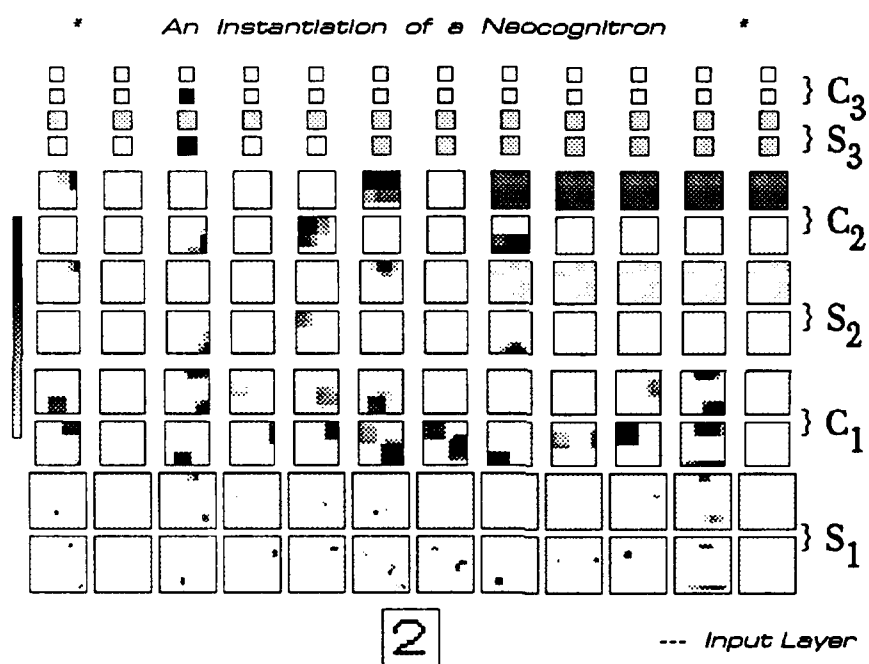 * An Instantiation of a Neocognitron *
} C3
} S3
} C2
} S2
} C1
} S1
2
--- Input Layer